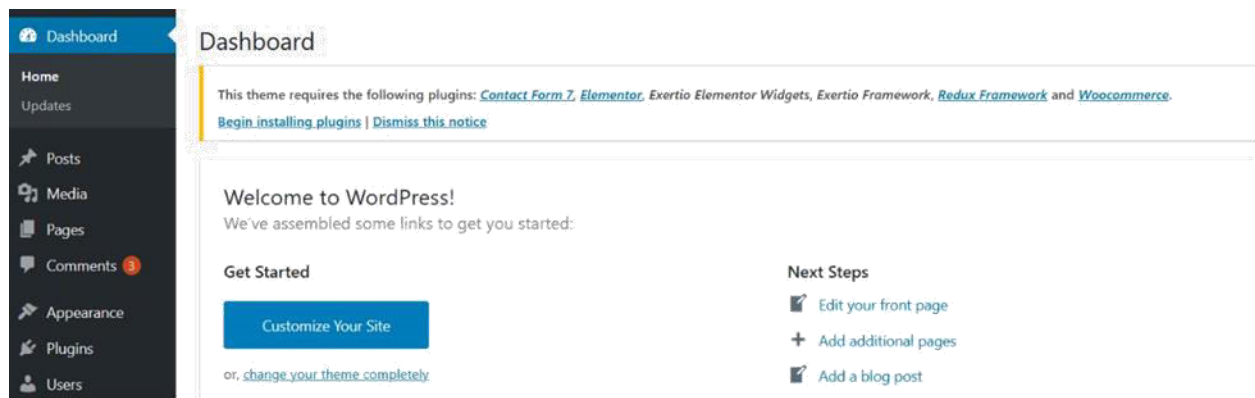 Dashboard
Home
Updates
Posts
Media
Pages
Comments 3
Appearance
Plugins
Users
Dashboard
This theme requires the following plugins: Contact Form 7, Elementor, Exertio Elementor Widgets, Exertio Framework, Redux Framework and Woocommerce.
Begin installing plugins | Dismiss this notice
Welcome to WordPress!
We've assembled some links to get you started:
Get Started
Customize Your Site
or, change your theme completely
Next Steps
Edit your front page
Add additional pages
Add a blog post